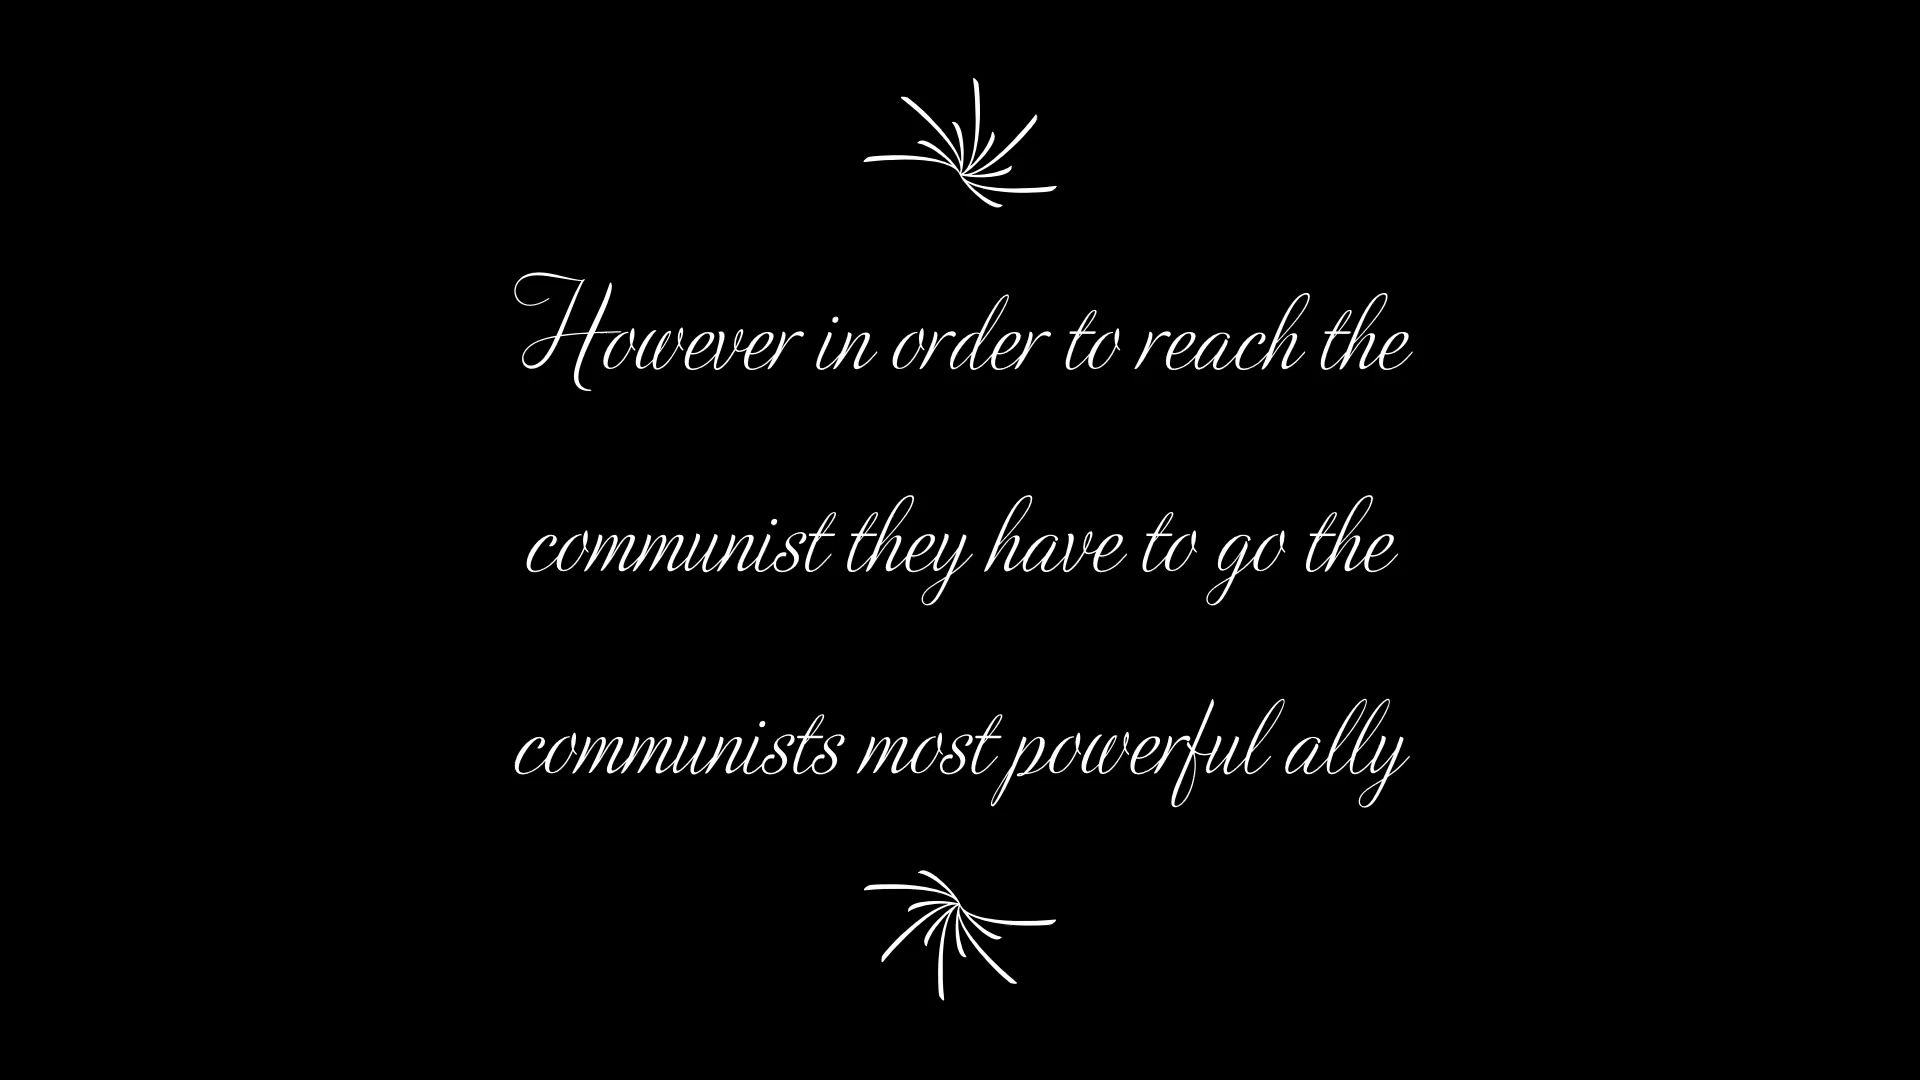 However in order to reach the
communist they have to go the
communists most powerful ally